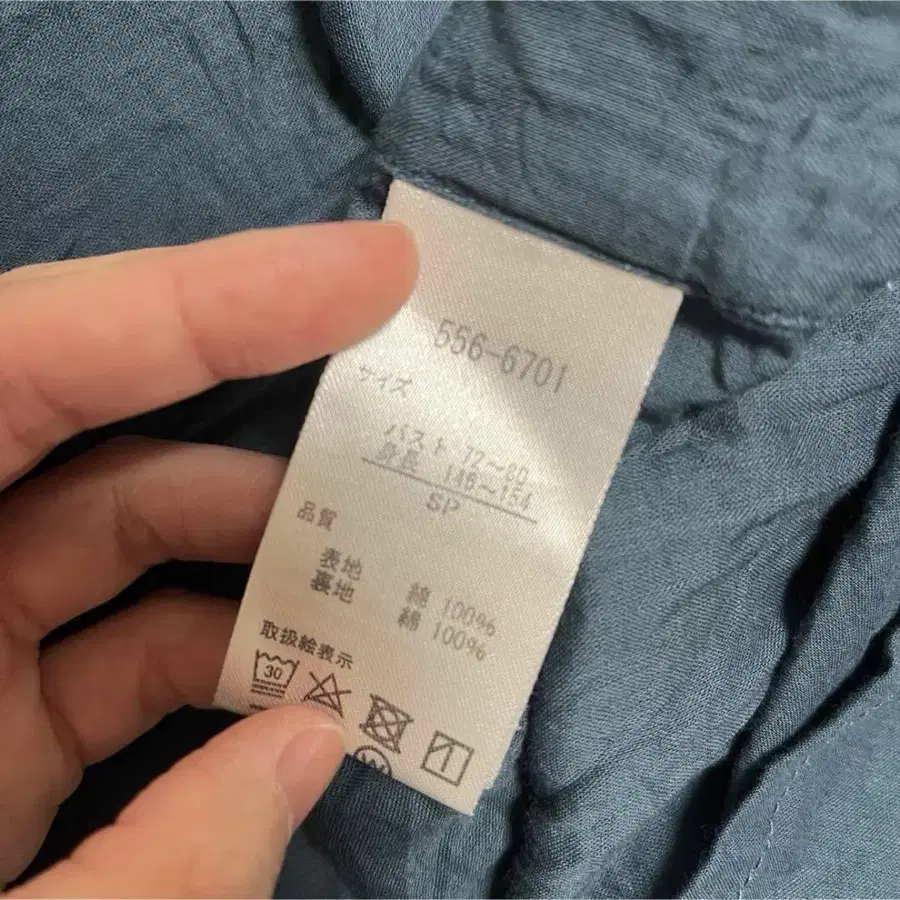 556-6701
サイズ
バスト 72～80
身長 146～154
SP
品質
表地 綿 100%
裏地 綿 100%
取扱絵表示
30
W